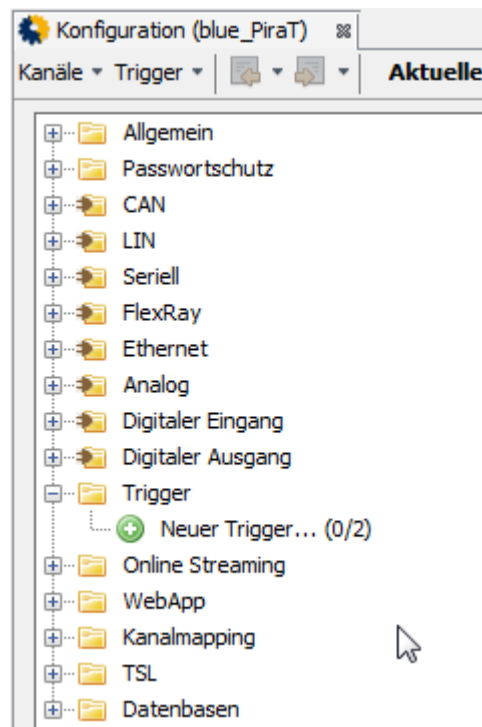 Konfiguration (blue_PiraT)
Kanäle Trigger Aktuelle
Allgemein
Passwortschutz
CAN
LIN
Seriell
FlexRay
Ethernet
Analog
Digitaler Eingang
Digitaler Ausgang
Trigger
Neuer Trigger... (0/2)
Online Streaming
WebApp
Kanalmapping
TSL
Datenbasen